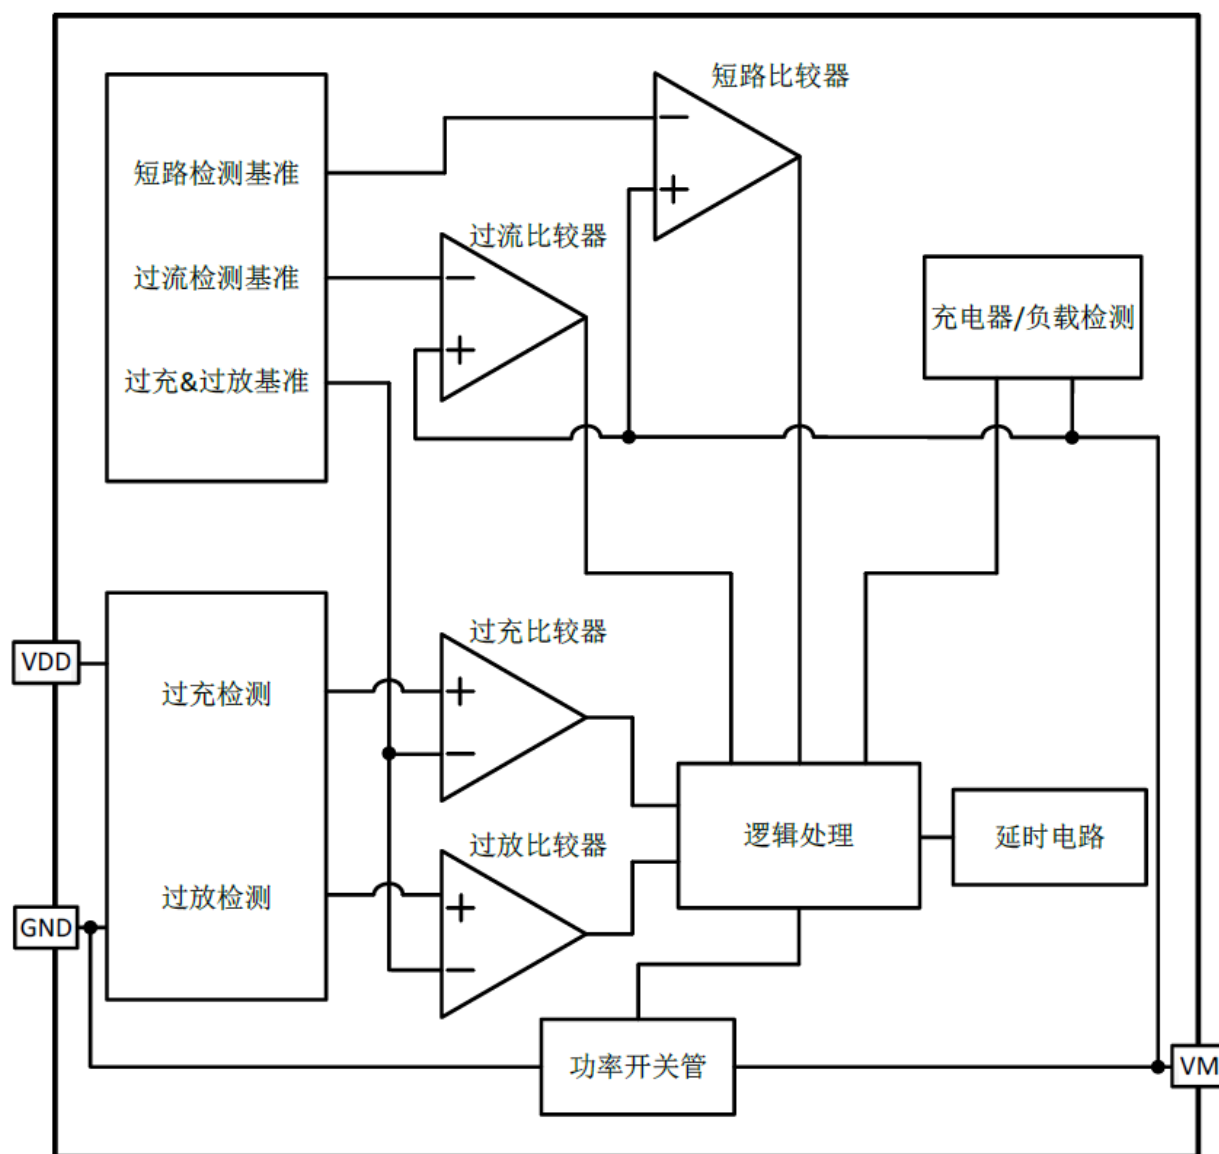 短路比较器
短路检测基准
过流比较器
过流检测基准
充电器/负载检测
过充&过放基准
过充比较器
VDD
过充检测
逻辑处理
延时电路
过放比较器
过放检测
GND
功率开关管
VM